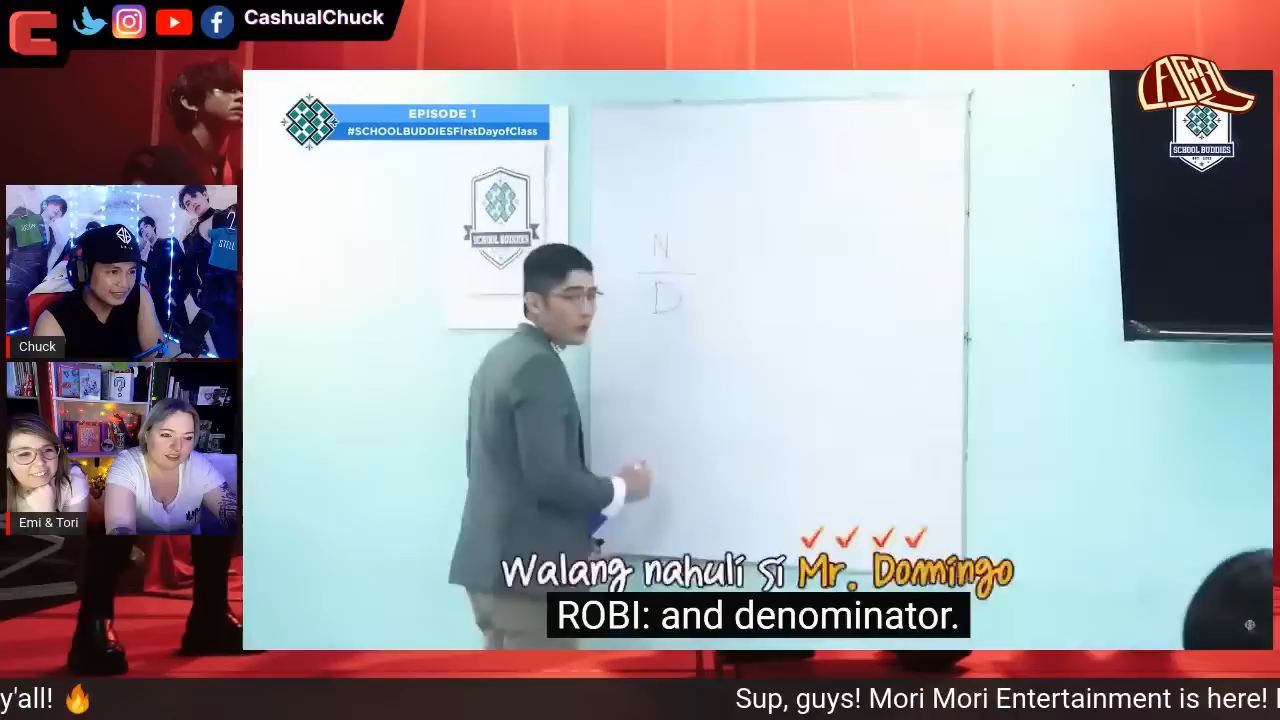 CashualChuck
EPISODE 1
#SCHOOLBUDDIESFirstDayofClass
SCHOOL BUDDIES
SCHOOL BUDDIES
N
D
Chuck
Emi & Tori
Walang nahuli si Mr. Domingo
ROBI: and denominator.
y'all! 🔥
Sup, guys! Mori Mori Entertainment is here!